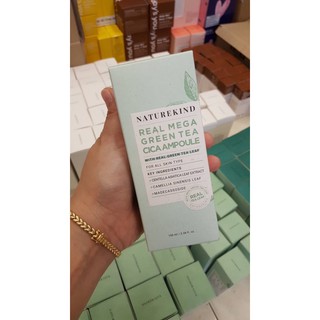 NATUREKIND
REAL MEGA
GREEN TEA
CICA AMPOULE
WITH REAL GREEN TEA LEAF
FOR ALL SKIN TYPE
KEY INGREDIENTS
CENTELLA ASIATICA LEAF EXTRACT
CAMELLIA SINENSIS LEAF
MADECASSOSIDE
REAL